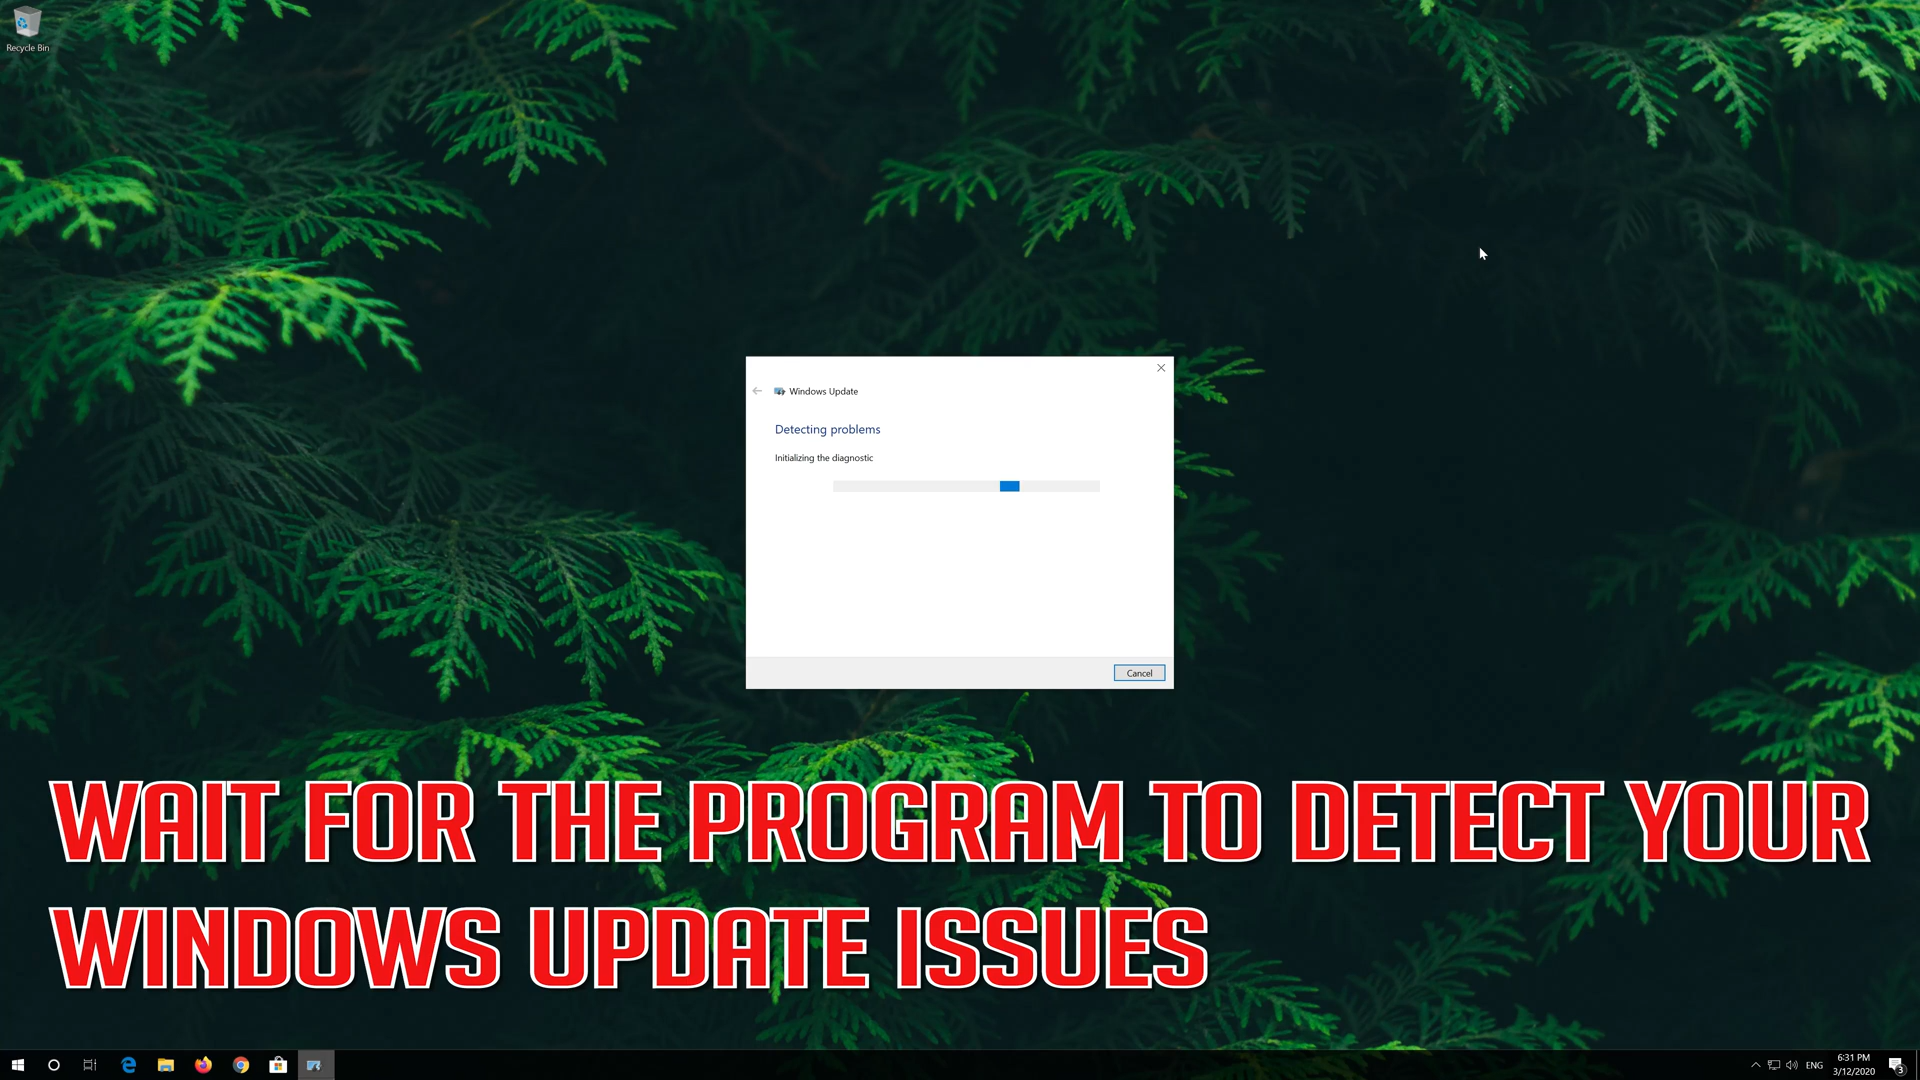 Recycle Bin
Windows Update
Detecting problems
Initializing the diagnostic
Cancel
WAIT FOR THE PROGRAM TO DETECT YOUR
WINDOWS UPDATE ISSUES
ENG
6:31 PM
3/12/2020
3